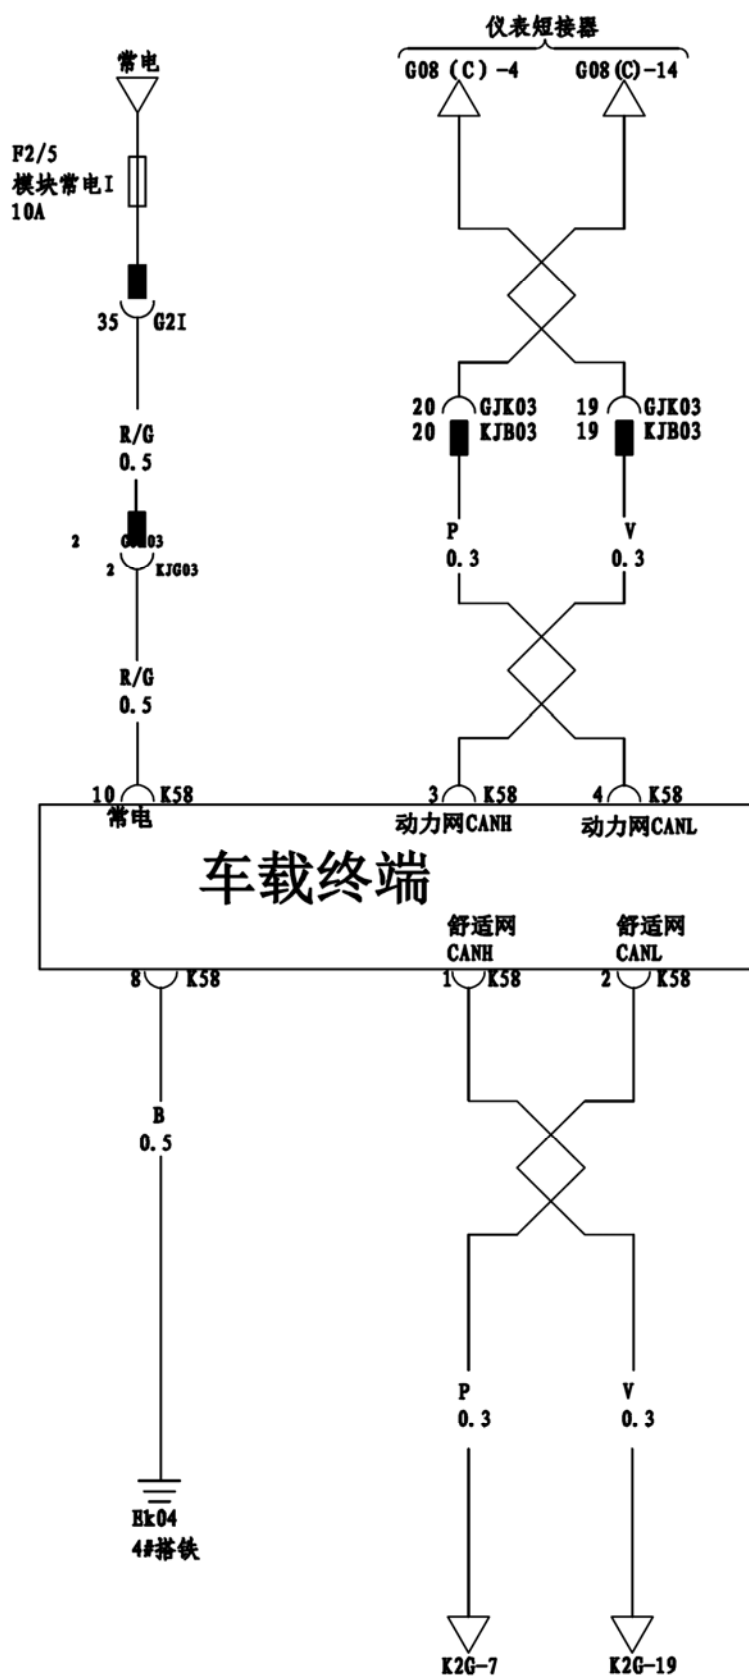 仪表短接器
常电
G08(C)-4
G08(C)-14
F2/5
模块常电I
10A
35 G2I
R/G
0.5
20 GJK03
20 KJB03
19 GJK03
19 KJB03
2
2 KJG03
P
0.3
V
0.3
R/G
0.5
10 K58
常电
3 K58
动力网CANH
4 K58
动力网CANL
车载终端
舒适网
CANH
舒适网
CANL
8 K58
1 K58
2 K58
B
0.5
P
0.3
V
0.3
Ek04
4#搭铁
K2G-7
K2G-19